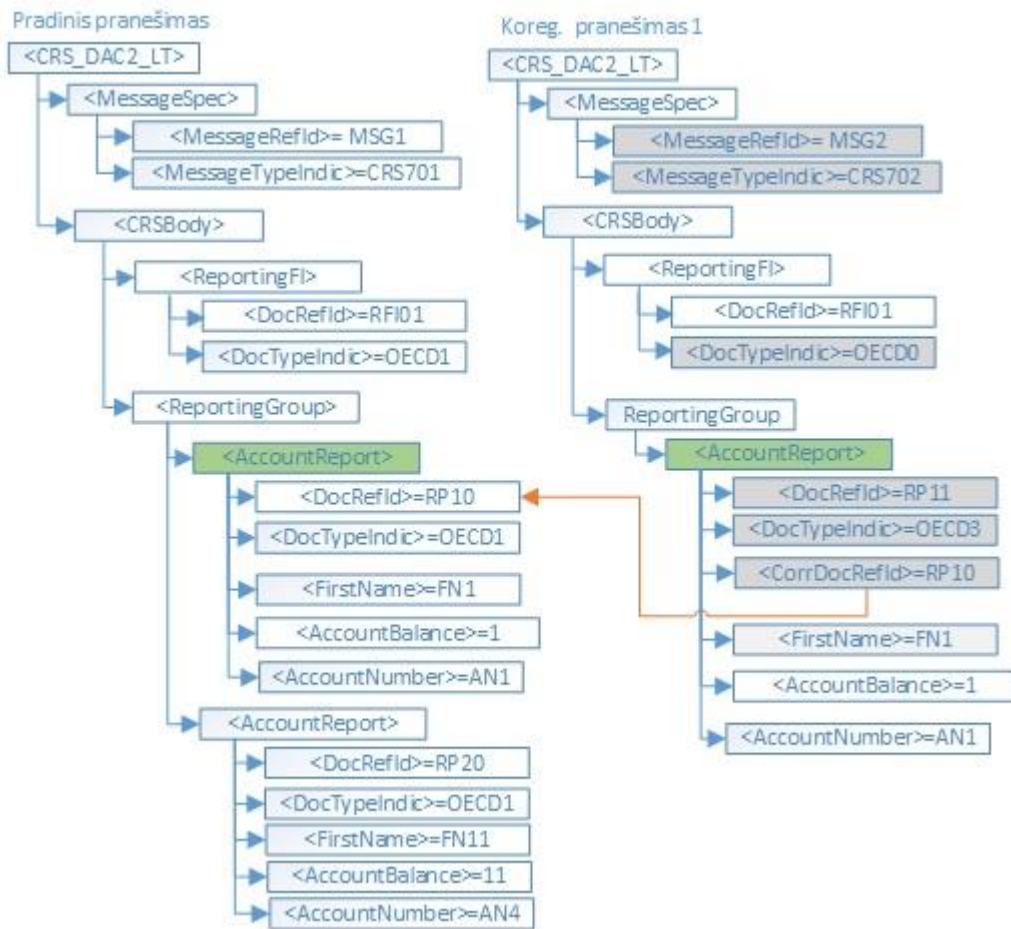 Pradinis pranešimas
<CRS_DAC2_LT>
<MessageSpec>
<MessageRefId>= MSG1
<MessageTypeIndic>=CRS701
<CRSBody>
<ReportingFI>
<DocRefId>=RFI01
<DocTypeIndic>=OECD1
<ReportingGroup>
<AccountReport>
<DocRefId>=RP10
<DocTypeIndic>=OECD1
<FirstName>=FN1
<AccountBalance>=1
<AccountNumber>=AN1
<AccountReport>
<DocRefId>=RP20
<DocTypeIndic>=OECD1
<FirstName>=FN11
<AccountBalance>=11
<AccountNumber>=AN4
Koreg. pranešimas 1
<CRS_DAC2_LT>
<MessageSpec>
<MessageRefId>= MSG2
<MessageTypeIndic>=CRS702
<CRSBody>
<ReportingFI>
<DocRefId>=RFI01
<DocTypeIndic>=OECD0
ReportingGroup
<AccountReport>
<DocRefId>=RP11
<DocTypeIndic>=OECD3
<CorrDocRefId>=RP10
<FirstName>=FN1
<AccountBalance>=1
<AccountNumber>=AN1